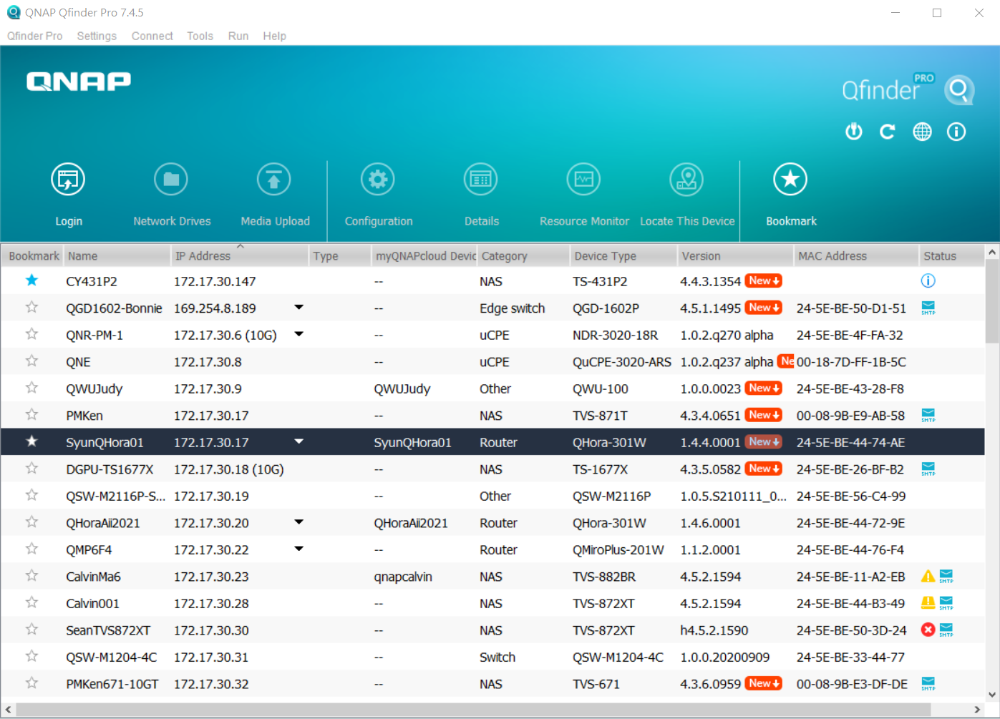 QNAP Qfinder Pro 7.4.5
Qfinder Pro Settings Connect Tools Run Help
QNAP
Qfinder PRO
Login Network Drives Media Upload Configuration Details Resource Monitor Locate This Device Bookmark
Bookmark Name IP Address Type myQNAPcloud Devic Category Device Type Version MAC Address Status
CY431P2 172.17.30.147 -- NAS TS-431P2 4.4.3.1354 New
QGD1602-Bonnie 169.254.8.189 -- Edge switch QGD-1602P 4.5.1.1495 New 24-5E-BE-50-D1-51 SMTP
QNR-PM-1 172.17.30.6 (10G) -- uCPE NDR-3020-18R 1.0.2.q270 alpha 24-5E-BE-4F-FA-32
QNE 172.17.30.8 -- uCPE QuCPE-3020-ARS 1.0.2.q237 alpha Ne 00-18-7D-FF-1B-5C
QWUJudy 172.17.30.9 QWUJudy Other QWU-100 1.0.0.0023 New 24-5E-BE-43-28-F8
PMKen 172.17.30.17 -- NAS TVS-871T 4.3.4.0651 New 00-08-9B-E9-AB-58 SMTP
SyunQHora01 172.17.30.17 SyunQHora01 Router QHora-301W 1.4.4.0001 New 24-5E-BE-44-74-AE
DGPU-TS1677X 172.17.30.18 (10G) -- NAS TS-1677X 4.3.5.0582 New 24-5E-BE-26-BF-B2 SMTP
QSW-M2116P-S... 172.17.30.19 -- Other QSW-M2116P 1.0.5.S210111_0... 24-5E-BE-56-C4-99
QHoraAii2021 172.17.30.20 QHoraAii2021 Router QHora-301W 1.4.6.0001 24-5E-BE-44-72-9E
QMP6F4 172.17.30.22 -- Router QMiroPlus-201W 1.1.2.0001 24-5E-BE-44-76-F4
CalvinMa6 172.17.30.23 qnapcalvin NAS TVS-882BR 4.5.2.1594 24-5E-BE-11-A2-EB SMTP
Calvin001 172.17.30.28 -- NAS TVS-872XT 4.5.2.1594 24-5E-BE-44-B3-49 SMTP
SeanTVS872XT 172.17.30.30 -- NAS TVS-872XT h4.5.2.1590 24-5E-BE-50-3D-24 SMTP
QSW-M1204-4C 172.17.30.31 -- Switch QSW-M1204-4C 1.0.0.20200909 24-5E-BE-33-44-77
PMKen671-10GT 172.17.30.32 -- NAS TVS-671 4.3.6.0959 New 00-08-9B-E3-DF-DE SMTP